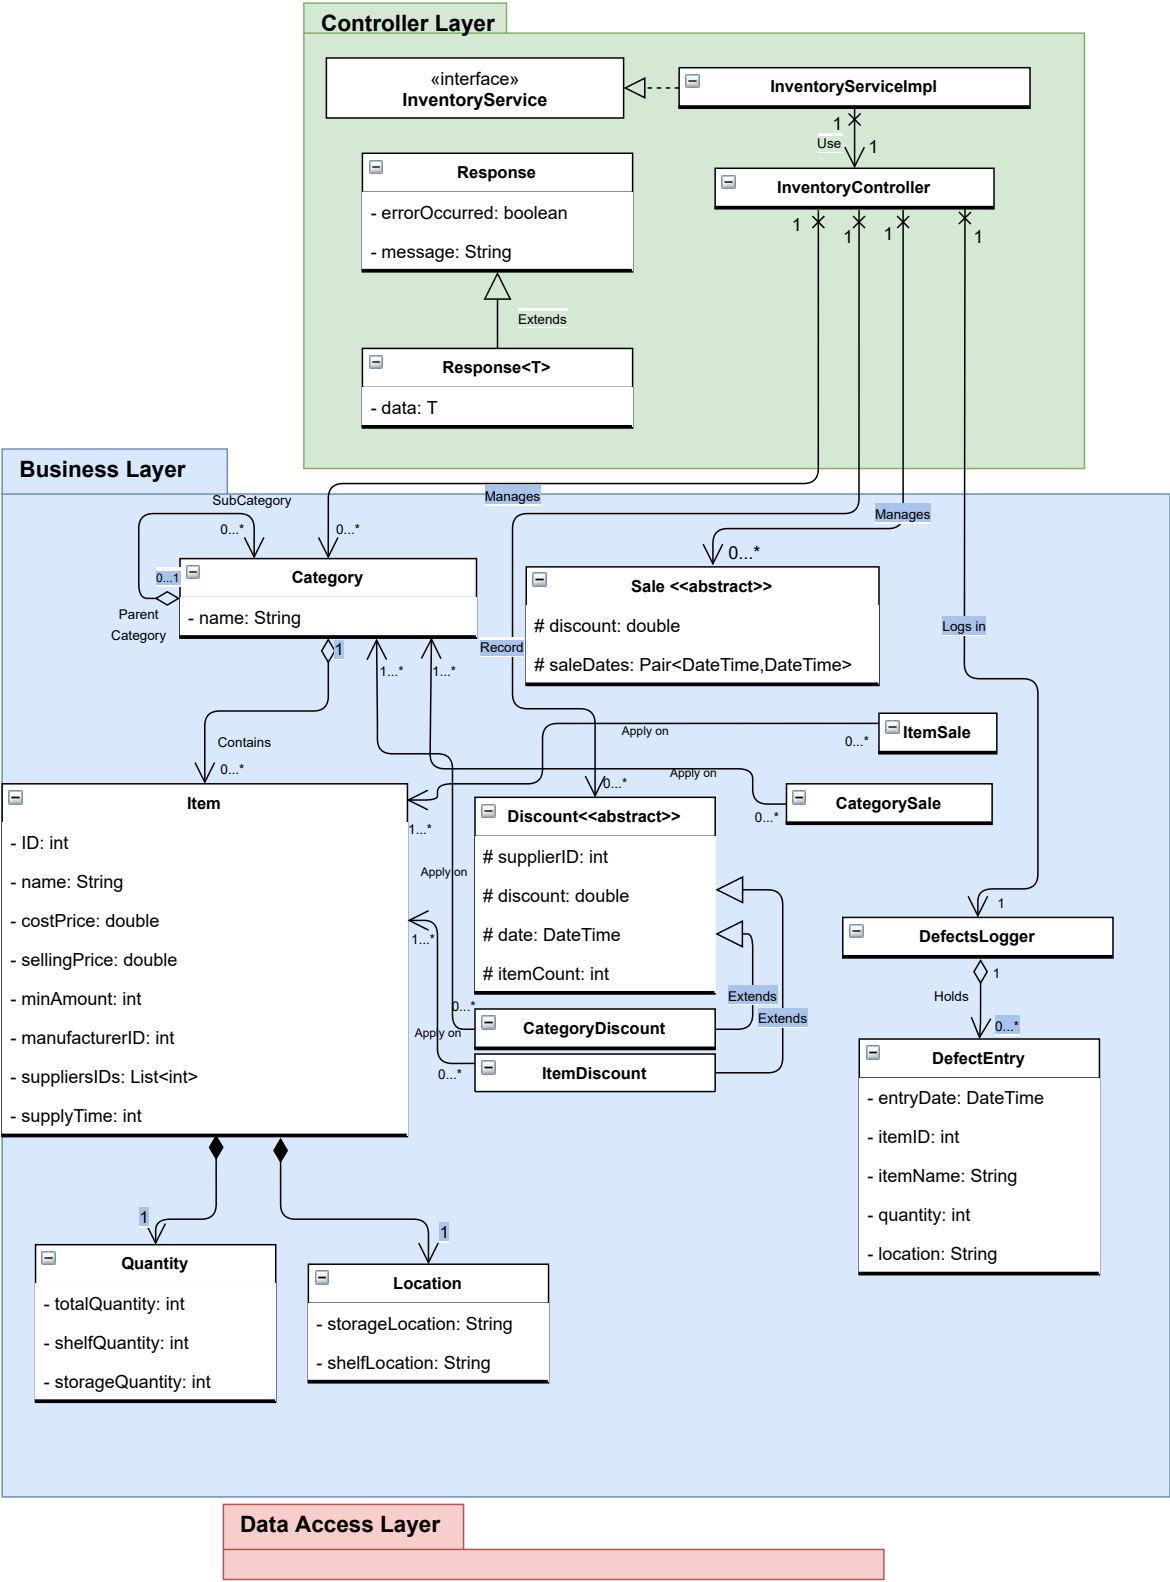 Controller Layer
«interface»
InventoryService
InventoryServiceImpl
1
Use
1
InventoryController
1
1
1
1
Response
- errorOccurred: boolean
- message: String
Extends
Response<T>
- data: T
Business Layer
Manages
SubCategory
0...*
0...*
Manages
0...*
0...1
Category
- name: String
Parent
Category
1
1...*
1...*
Record
Sale <<abstract>>
# discount: double
# saleDates: Pair<DateTime,DateTime>
Logs in
Contains
0...*
Apply on
0...*
ItemSale
Apply on
0...*
CategorySale
0...*
Item
- ID: int
- name: String
- costPrice: double
- sellingPrice: double
- minAmount: int
- manufacturerID: int
- suppliersIDs: List<int>
- supplyTime: int
1...*
Apply on
1...*
0...*
Apply on
0...*
Discount<<abstract>>
# supplierID: int
# discount: double
# date: DateTime
# itemCount: int
Extends
Extends
CategoryDiscount
ItemDiscount
1
DefectsLogger
1
Holds
0...*
DefectEntry
- entryDate: DateTime
- itemID: int
- itemName: String
- quantity: int
- location: String
1
1
Quantity
- totalQuantity: int
- shelfQuantity: int
- storageQuantity: int
Location
- storageLocation: String
- shelfLocation: String
Data Access Layer